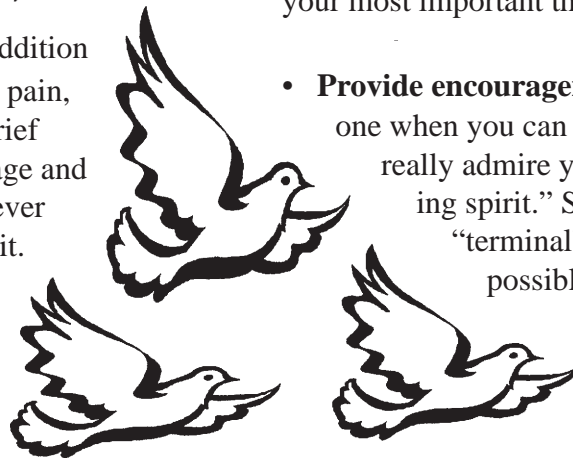 ddition
pain,
rief
age and
ever
it.
your most important th
• Provide encourage
one when you can
really admire y
ing spirit.” S
“terminal
possibl